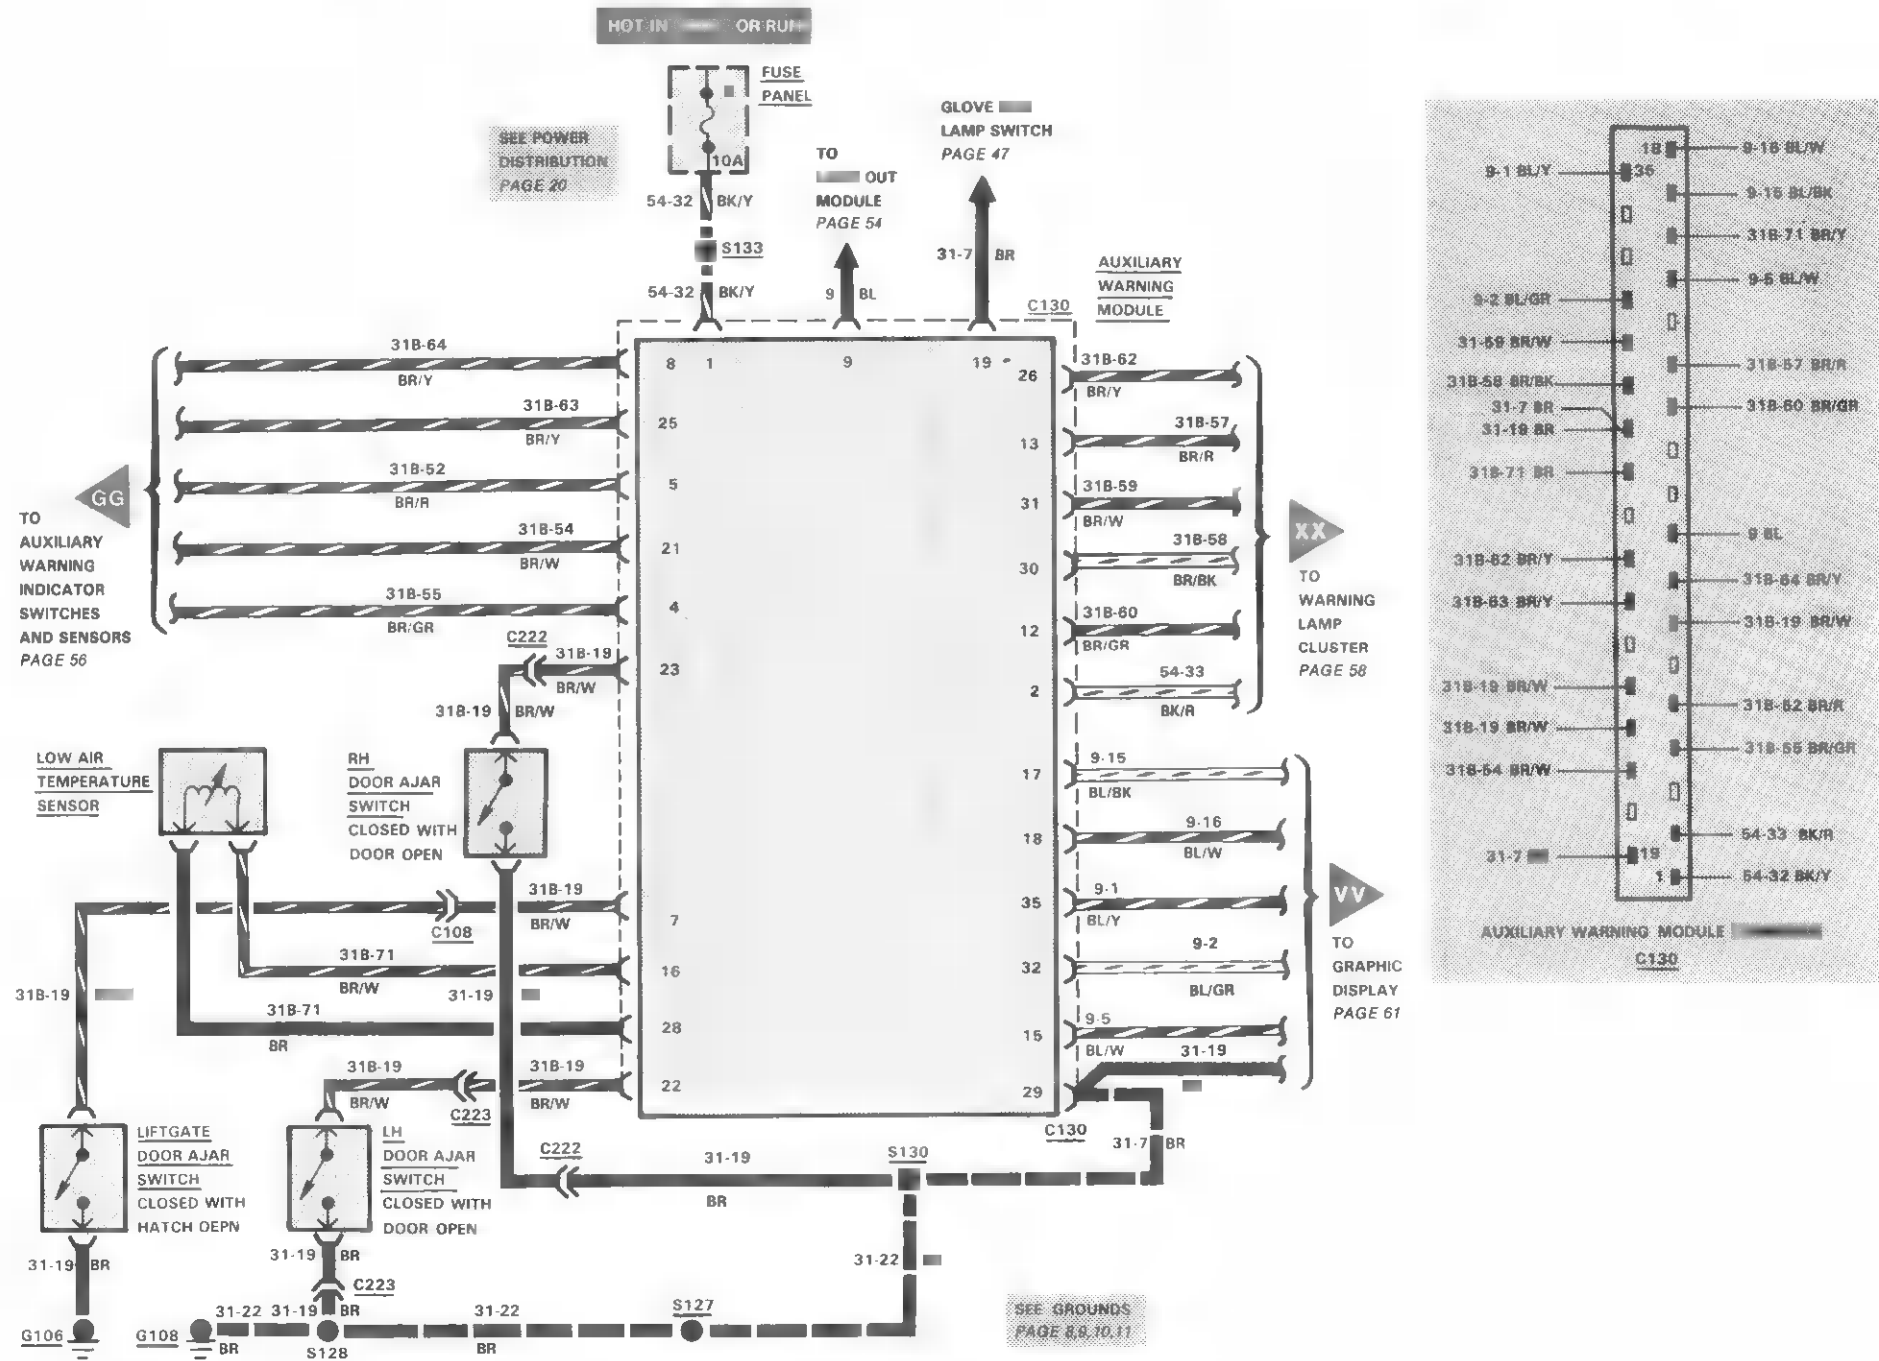 HOT IN OR RUN
FUSE
PANEL
10A
SEE POWER
DISTRIBUTION
PAGE 20
54-32 BK/Y
S133
54-32 BK/Y
TO
OUT
MODULE
PAGE 54
9 BL
GLOVE
LAMP SWITCH
PAGE 47
31-7 BR
AUXILIARY
WARNING
MODULE
C130
8 1 9 19
31B-64
BR/Y
31B-63
BR/Y
25
31B-52
BR/R
5
31B-54
BR/W
21
31B-55
BR/GR
4
GG
TO
AUXILIARY
WARNING
INDICATOR
SWITCHES
AND SENSORS
PAGE 56
C222
31B-19
BR/W
23
31B-19 BR/W
LOW AIR
TEMPERATURE
SENSOR
RH
DOOR AJAR
SWITCH
CLOSED WITH
DOOR OPEN
31B-19
BR/W
7
C108
31B-71
BR/W
16
31B-19
31-19
31B-71
BR
28
31B-19
BR/W
C223
31B-19
BR/W
22
LIFTGATE
DOOR AJAR
SWITCH
CLOSED WITH
HATCH OEPN
LH
DOOR AJAR
SWITCH
CLOSED WITH
DOOR OPEN
31-19 BR
G106
31-19 BR
C223
31-22 31-19 BR
G108
BR
S128
31-22
BR
S127
C222
31-19
BR
S130
31-22
31-7 BR
C130
SEE GROUNDS
PAGE 8,9,10,11
26
31B-62
BR/Y
13
31B-57
BR/R
31
31B-59
BR/W
30
31B-58
BR/BK
12
31B-60
BR/GR
2
54-33
BK/R
XX
TO
WARNING
LAMP
CLUSTER
PAGE 58
17
9-15
BL/BK
18
9-16
BL/W
35
9-1
BL/Y
32
9-2
BL/GR
15
9-5
BL/W
31-19
29
VV
TO
GRAPHIC
DISPLAY
PAGE 61
18 9-16 BL/W
9-1 BL/Y 35
9-15 BL/BK
31B-71 BR/Y
9-5 BL/W
9-2 BL/GR
31-59 BR/W
31B-57 BR/R
31B-58 BR/BK
31-7 BR
31B-60 BR/GR
31-19 BR
31B-71 BR
9 BL
31B-62 BR/Y
31B-64 BR/Y
31B-63 BR/Y
31B-19 BR/W
31B-19 BR/W
31B-52 BR/R
31B-19 BR/W
31B-55 BR/GR
31B-54 BR/W
54-33 BK/R
31-7 19
1 54-32 BK/Y
AUXILIARY WARNING MODULE
C130